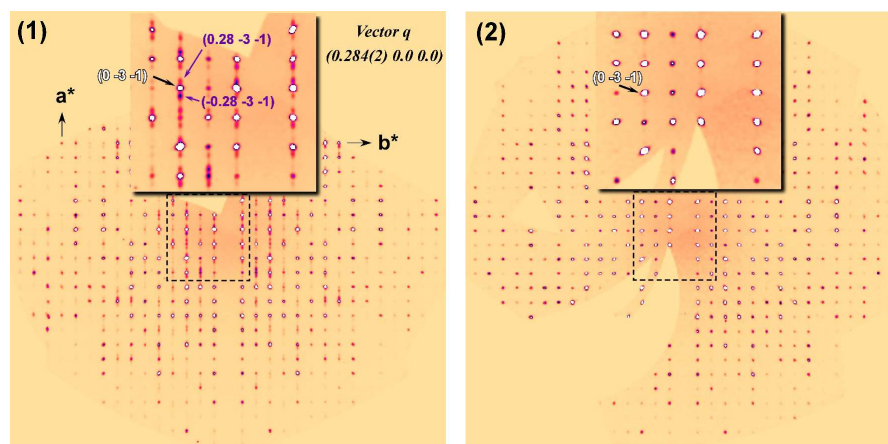 (1)
(0.28 -3 -1)
Vector q
(0.284(2) 0.0 0.0)
(0 -3 -1)
(-0.28 -3 -1)
a*
b*
(2)
(0 -3 -1)